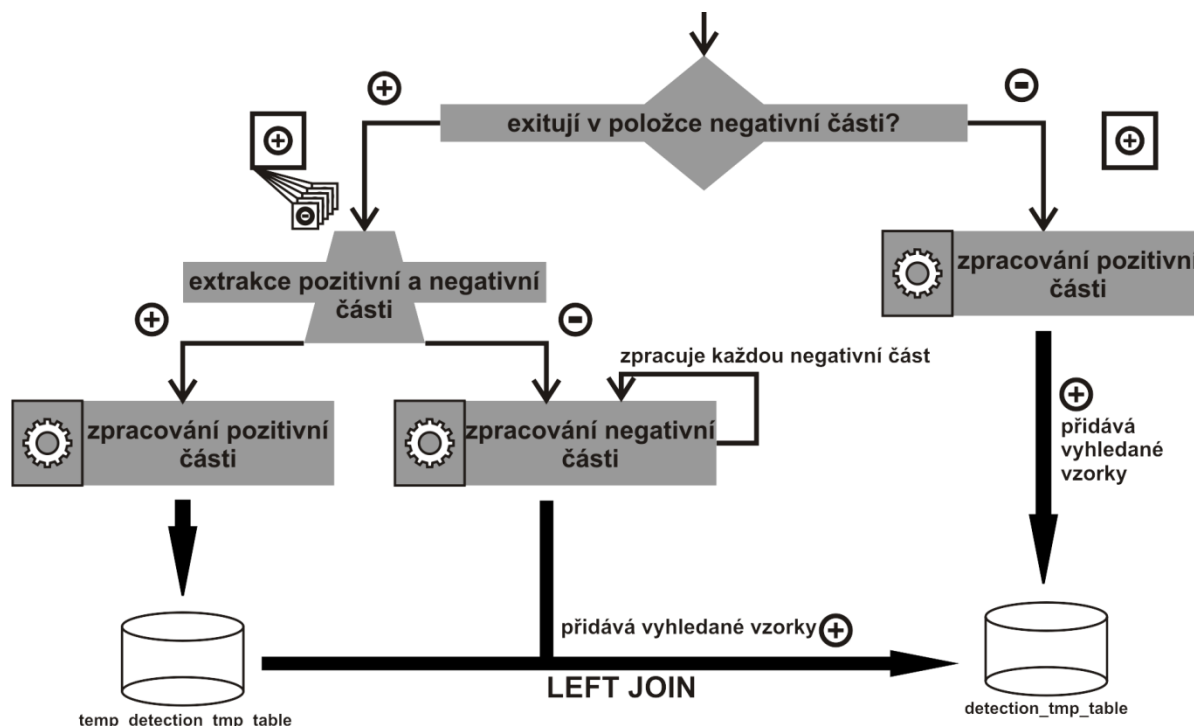 exitují v položce negativní části?
extrakce pozitivní a negativní
části
zpracování pozitivní
části
zpracuje každou negativní část
zpracování pozitivní
části
zpracování negativní
části
přidává
vyhledané
vzorky
přidává vyhledané vzorky
LEFT JOIN
temp_detection_tmp_table
detection_tmp_table